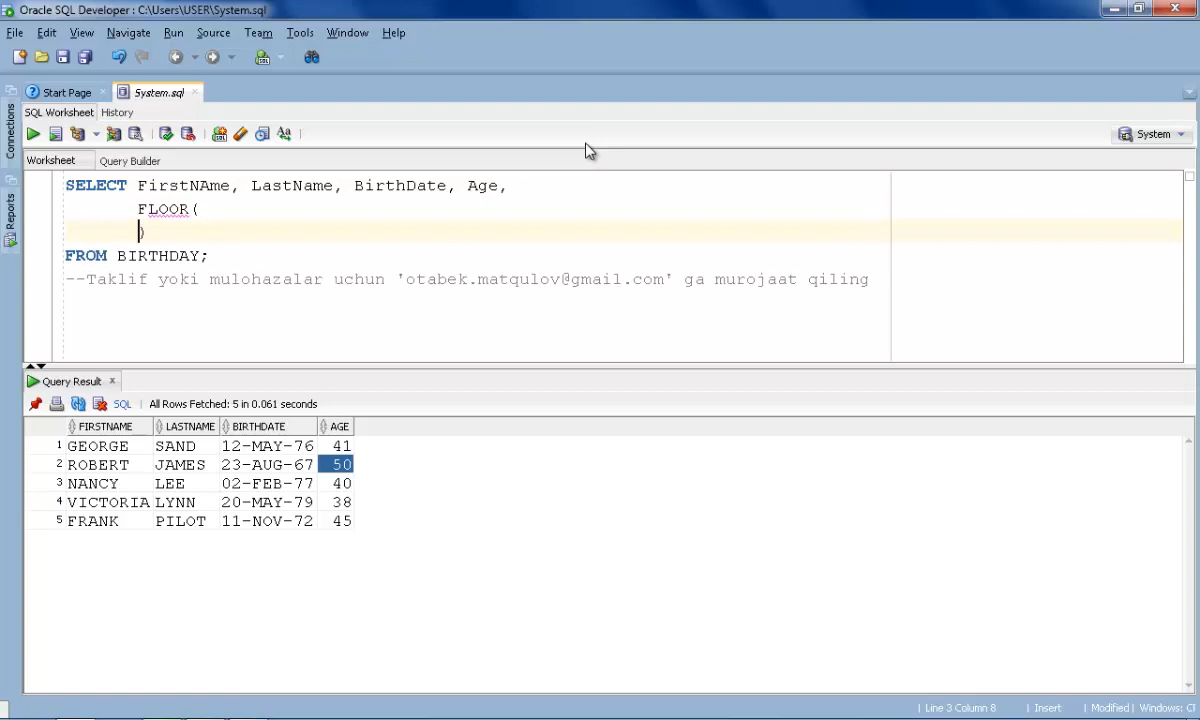 Oracle SQL Developer : C:\Users\USER\System.sql
File Edit View Navigate Run Source Team Tools Window Help
Start Page System.sql
SQL Worksheet History
System
Worksheet Query Builder
Connections
Reports
SELECT FirstNAme, LastName, BirthDate, Age,
FLOOR(
)
FROM BIRTHDAY;
--Taklif yoki mulohazalar uchun 'otabek.matqulov@gmail.com' ga murojaat qiling
Query Result
SQL | All Rows Fetched: 5 in 0.061 seconds
FIRSTNAME LASTNAME BIRTHDATE AGE
1 GEORGE SAND 12-MAY-76 41
2 ROBERT JAMES 23-AUG-67 50
3 NANCY LEE 02-FEB-77 40
4 VICTORIA LYNN 20-MAY-79 38
5 FRANK PILOT 11-NOV-72 45
| Line 3 Column 8 | Insert | Modified | Windows: Cl